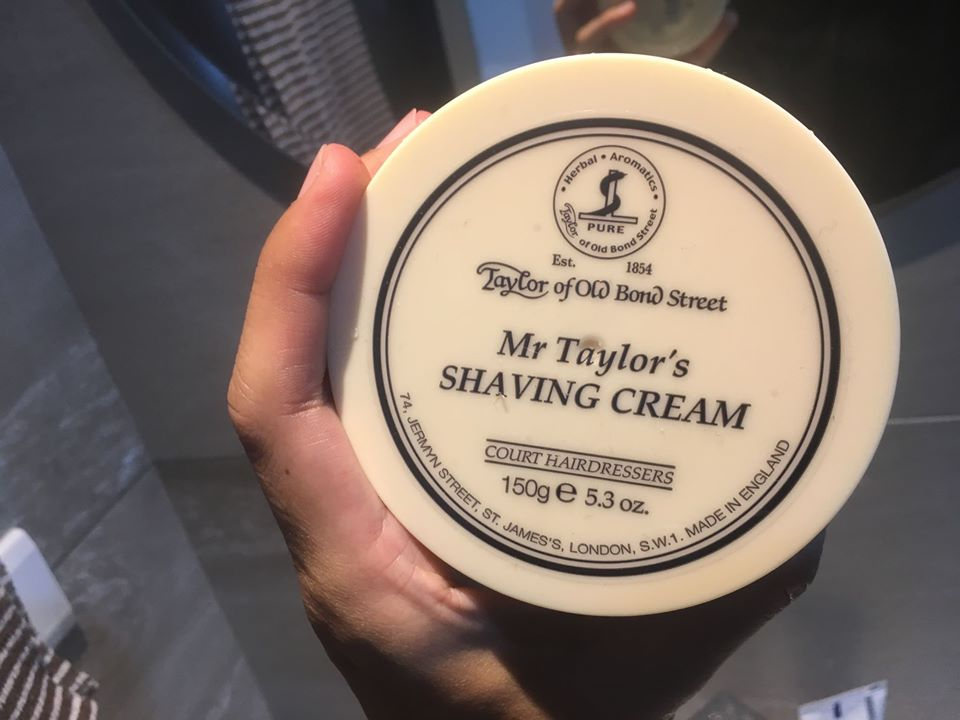 Herbal • Aromatics
PURE
Taylor of Old Bond Street
Est. 1854
Taylor of Old Bond Street
Mr Taylor's
SHAVING CREAM
COURT HAIRDRESSERS
150g ℮ 5.3 oz.
74, JERMYN STREET, ST. JAMES'S, LONDON, S.W.1. MADE IN ENGLAND